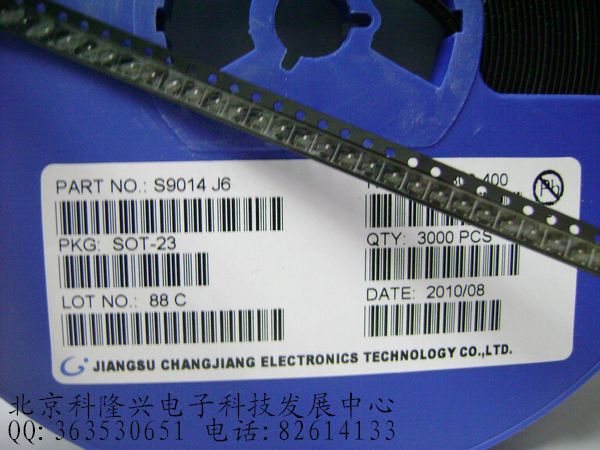 PART NO.: S9014 J6
400
Pb
PKG: SOT-23
QTY: 3000 PCS
LOT NO.: 88 C
DATE: 2010/08
JIANGSU CHANGJIANG ELECTRONICS TECHNOLOGY CO.,LTD.
北京科隆兴电子科技发展中心
QQ:363530651 电话:82614133